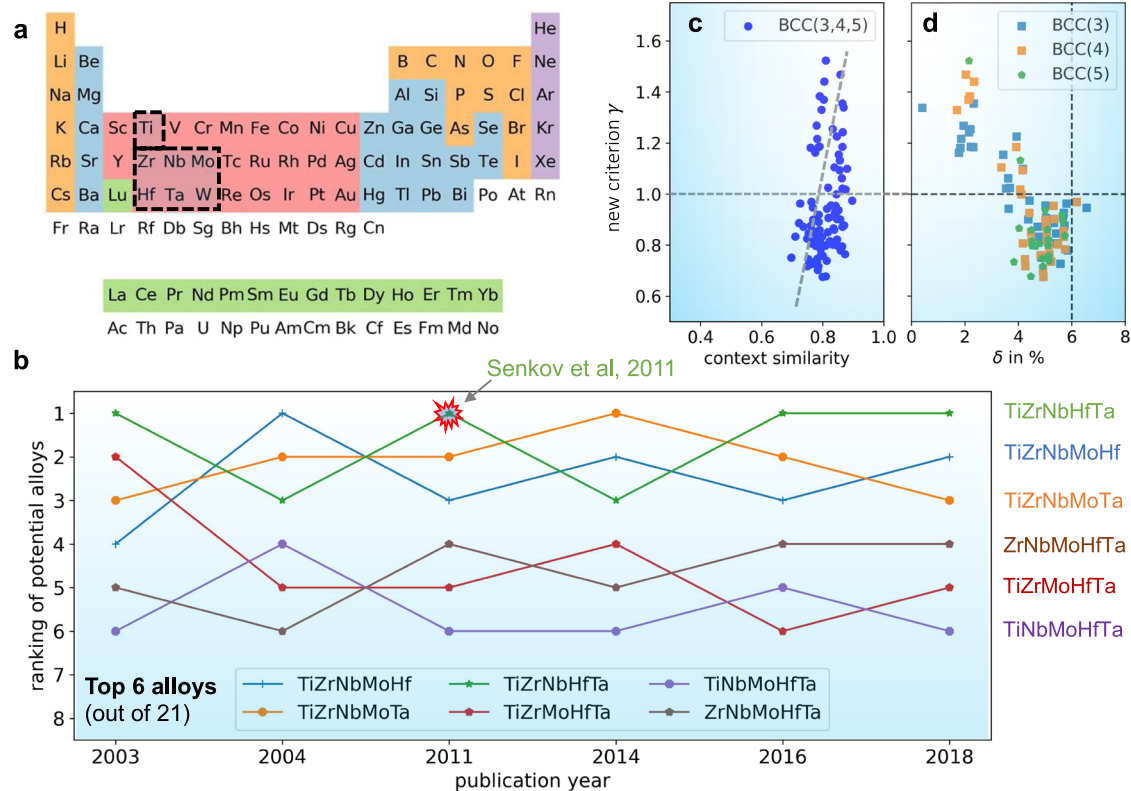 a
H He
Li Be B C N O F Ne
Na Mg Al Si P S Cl Ar
K Ca Sc Ti V Cr Mn Fe Co Ni Cu Zn Ga Ge As Se Br Kr
Rb Sr Y Zr Nb Mo Tc Ru Rh Pd Ag Cd In Sn Sb Te I Xe
Cs Ba Lu Hf Ta W Re Os Ir Pt Au Hg Tl Pb Bi Po At Rn
Fr Ra Lr Rf Db Sg Bh Hs Mt Ds Rg Cn
La Ce Pr Nd Pm Sm Eu Gd Tb Dy Ho Er Tm Yb
Ac Th Pa U Np Pu Am Cm Bk Cf Es Fm Md No
c
BCC(3,4,5)
new criterion γ
1.6
1.4
1.2
1.0
0.8
0.6
0.4 0.6 0.8 1.0
context similarity
d
BCC(3)
BCC(4)
BCC(5)
0 2 4 6 8
δ in %
b
Senkov et al, 2011
ranking of potential alloys
1
2
3
4
5
6
7
8
TiZrNbHfTa
TiZrNbMoHf
TiZrNbMoTa
ZrNbMoHfTa
TiZrMoHfTa
TiNbMoHfTa
Top 6 alloys
(out of 21)
TiZrNbMoHf TiZrNbHfTa TiNbMoHfTa
TiZrNbMoTa TiZrMoHfTa ZrNbMoHfTa
2003 2004 2011 2014 2016 2018
publication year